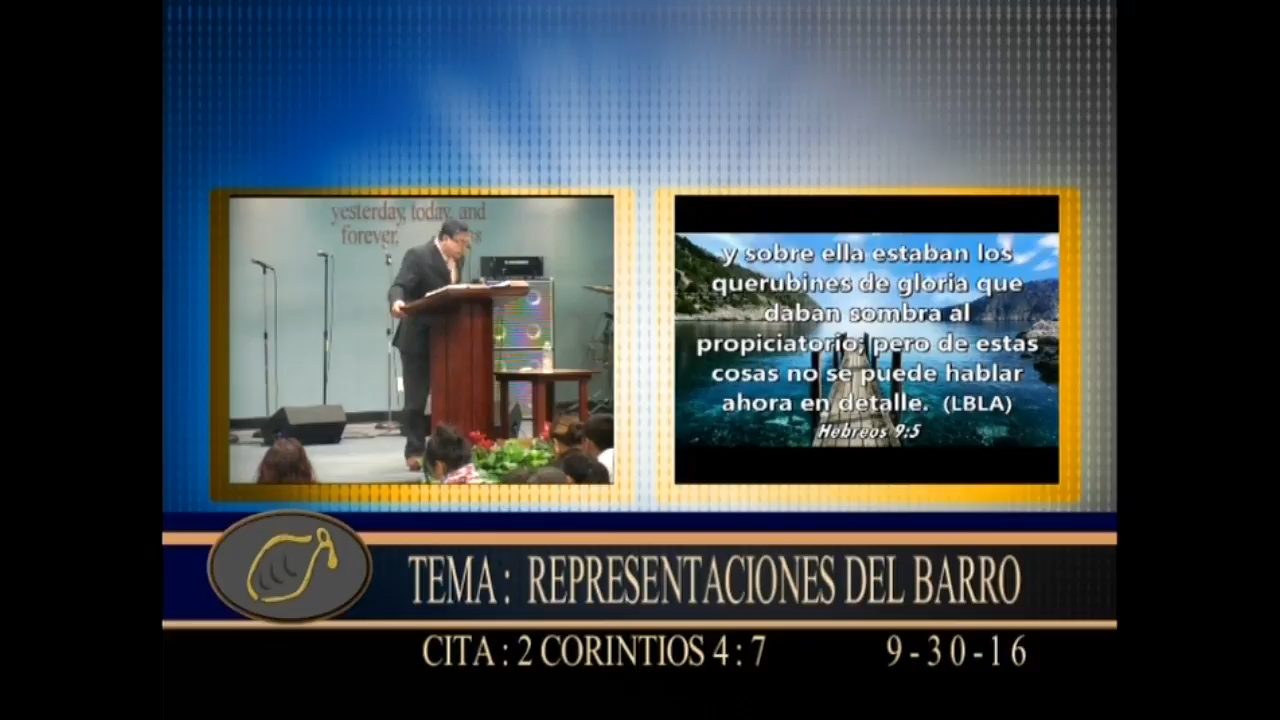 yesterday, today, and
forever.
y sobre ella estaban los
querubines de gloria que
daban sombra al
propiciatorio; pero de estas
cosas no se puede hablar
ahora en detalle. (LBLA)
Hebreos 9:5
TEMA: REPRESENTACIONES DEL BARRO
CITA: 2 CORINTIOS 4:7 9-30-16